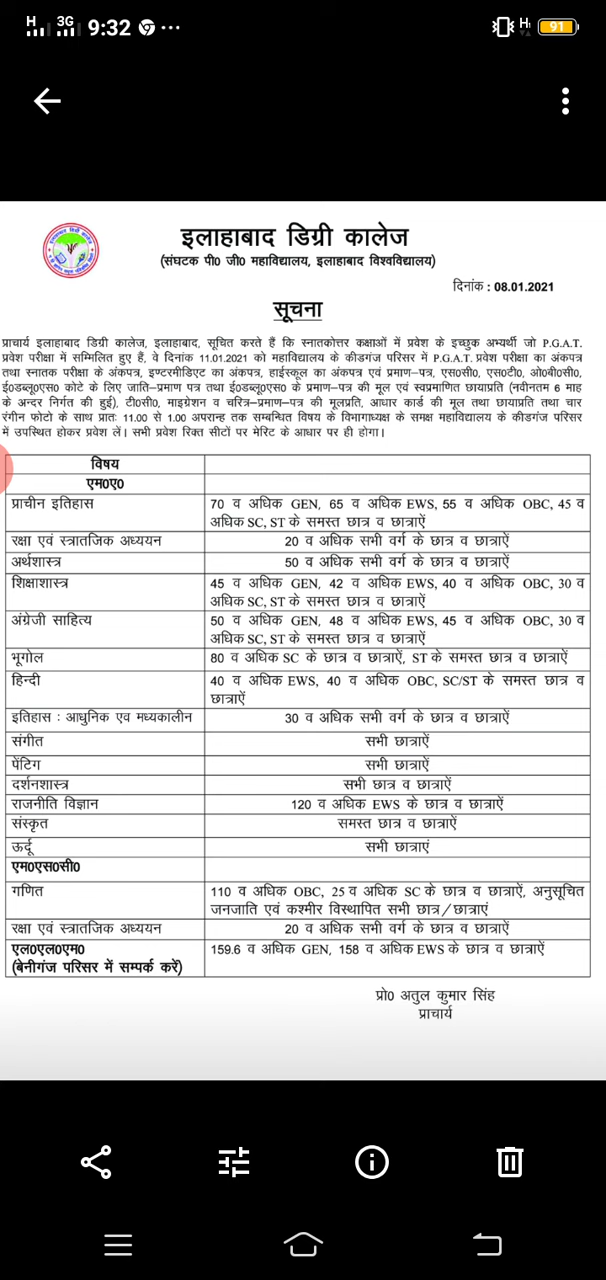 H 3G 9:32 ... H 91
इलाहाबाद डिग्री कालेज
(संघटक पी0 जी0 महाविद्यालय, इलाहाबाद विश्वविद्यालय)
दिनांक : 08.01.2021
सूचना
प्राचार्य इलाहाबाद डिग्री कालेज, इलाहाबाद, सूचित करते हैं कि स्नातकोत्तर कक्षाओं में प्रवेश के इच्छुक अभ्यर्थी जो P.G.A.T.
प्रवेश परीक्षा में सम्मिलित हुए हैं, वे दिनांक 11.01.2021 को महाविद्यालय के कीडगंज परिसर में P.G.A.T. प्रवेश परीक्षा का अंकपत्र
तथा स्नातक परीक्षा के अंकपत्र, इण्टरमीडिएट का अंकपत्र, हाईस्कूल का अंकपत्र एवं प्रमाण–पत्र, एस0सी0, एस0टी0, ओ0बी0सी0,
ई0डब्लू0एस0 कोटे के लिए जाति–प्रमाण पत्र तथा ई0डब्लू0एस0 के प्रमाण–पत्र की मूल एवं स्वप्रमाणित छायाप्रति (नवीनतम 6 माह
के अन्दर निर्गत की हुई). टी0सी0, माइग्रेशन व चरित्र–प्रमाण–पत्र की मूलप्रति, आधार कार्ड की मूल तथा छायाप्रति तथा चार
रंगीन फोटो के साथ प्रातः 11.00 से 1.00 अपरान्ह तक सम्बन्धित विषय के विभागाध्यक्ष के समक्ष महाविद्यालय के कीडगंज परिसर
में उपस्थित होकर प्रवेश लें। सभी प्रवेश रिक्त सीटों पर मेरिट के आधार पर ही होगा।
विषय
एम0ए0
प्राचीन इतिहास 70 व अधिक GEN, 65 व अधिक EWS, 55 व अधिक OBC, 45 व
अधिक SC, ST के समस्त छात्र व छात्राऐं
रक्षा एवं स्त्रातजिक अध्ययन 20 व अधिक सभी वर्ग के छात्र व छात्राऐं
अर्थशास्त्र 50 व अधिक सभी वर्ग के छात्र व छात्राऐं
शिक्षाशास्त्र 45 व अधिक GEN, 42 व अधिक EWS, 40 व अधिक OBC, 30 व
अधिक SC, ST के समस्त छात्र व छात्राऐं
अंग्रेजी साहित्य 50 व अधिक GEN, 48 व अधिक EWS, 45 व अधिक OBC, 30 व
अधिक SC, ST के समस्त छात्र व छात्राऐं
भूगोल 80 व अधिक SC के छात्र व छात्राऐं, ST के समस्त छात्र व छात्राऐं
हिन्दी 40 व अधिक EWS, 40 व अधिक OBC, SC/ST के समस्त छात्र व
छात्राऐं
इतिहास : आधुनिक एव मध्यकालीन 30 व अधिक सभी वर्ग के छात्र व छात्राऐं
संगीत सभी छात्राऐं
पेंटिग सभी छात्राऐं
दर्शनशास्त्र सभी छात्र व छात्राऐं
राजनीति विज्ञान 120 व अधिक EWS के छात्र व छात्राऐं
संस्कृत समस्त छात्र व छात्राऐं
ऊर्दू सभी छात्राएं
एम0एस0सी0
गणित 110 व अधिक OBC, 25 व अधिक SC के छात्र व छात्राऐं, अनुसूचित
जनजाति एवं कश्मीर विस्थापित सभी छात्र/छात्राएं
रक्षा एवं स्त्रातजिक अध्ययन 20 व अधिक सभी वर्ग के छात्र व छात्राऐं
एल0एल0एम0 159.6 व अधिक GEN, 158 व अधिक EWS के छात्र व छात्राऐं
(बेनीगंज परिसर में सम्पर्क करें)
प्रो0 अतुल कुमार सिंह
प्राचार्य